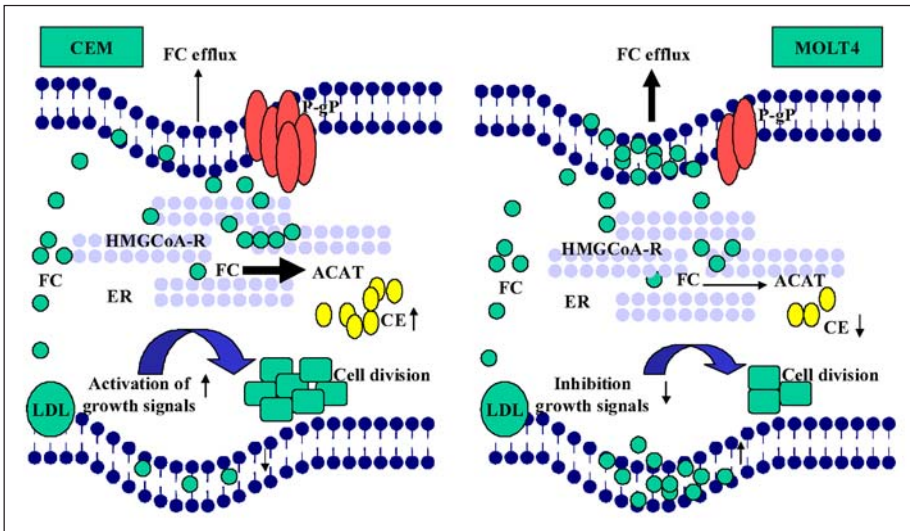 CEM
FC efflux
P-gP
HMGCoA-R
FC
FC
ACAT
ER
CE
Activation of
growth signals
Cell division
LDL
MOLT4
FC efflux
P-gP
HMGCoA-R
FC
FC
ACAT
ER
CE
Inhibition
growth signals
Cell division
LDL